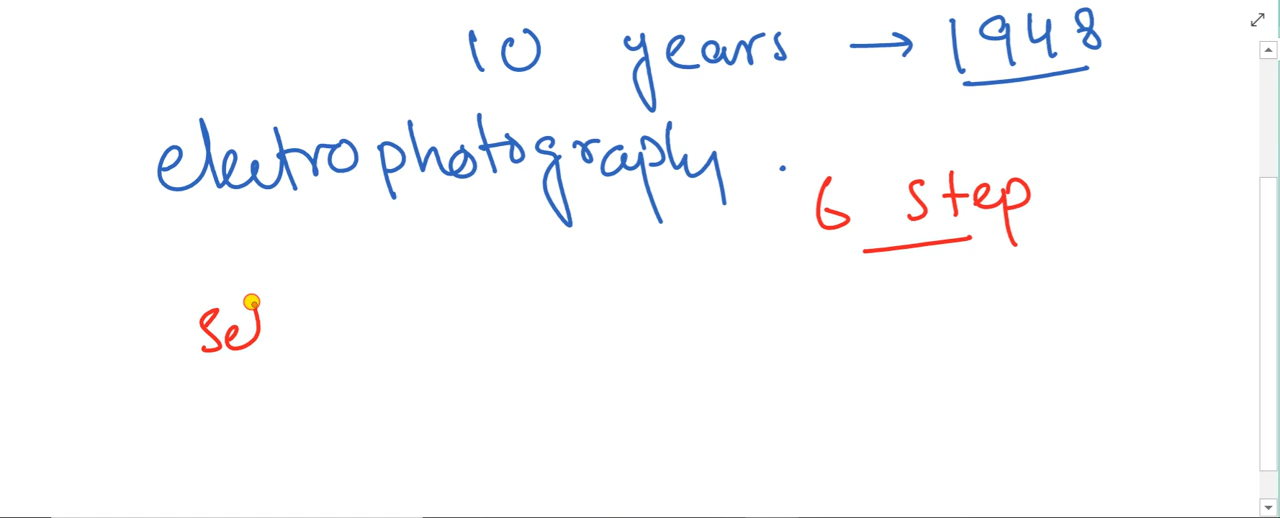 10 years → 1948
electrophotography.
6 step
se